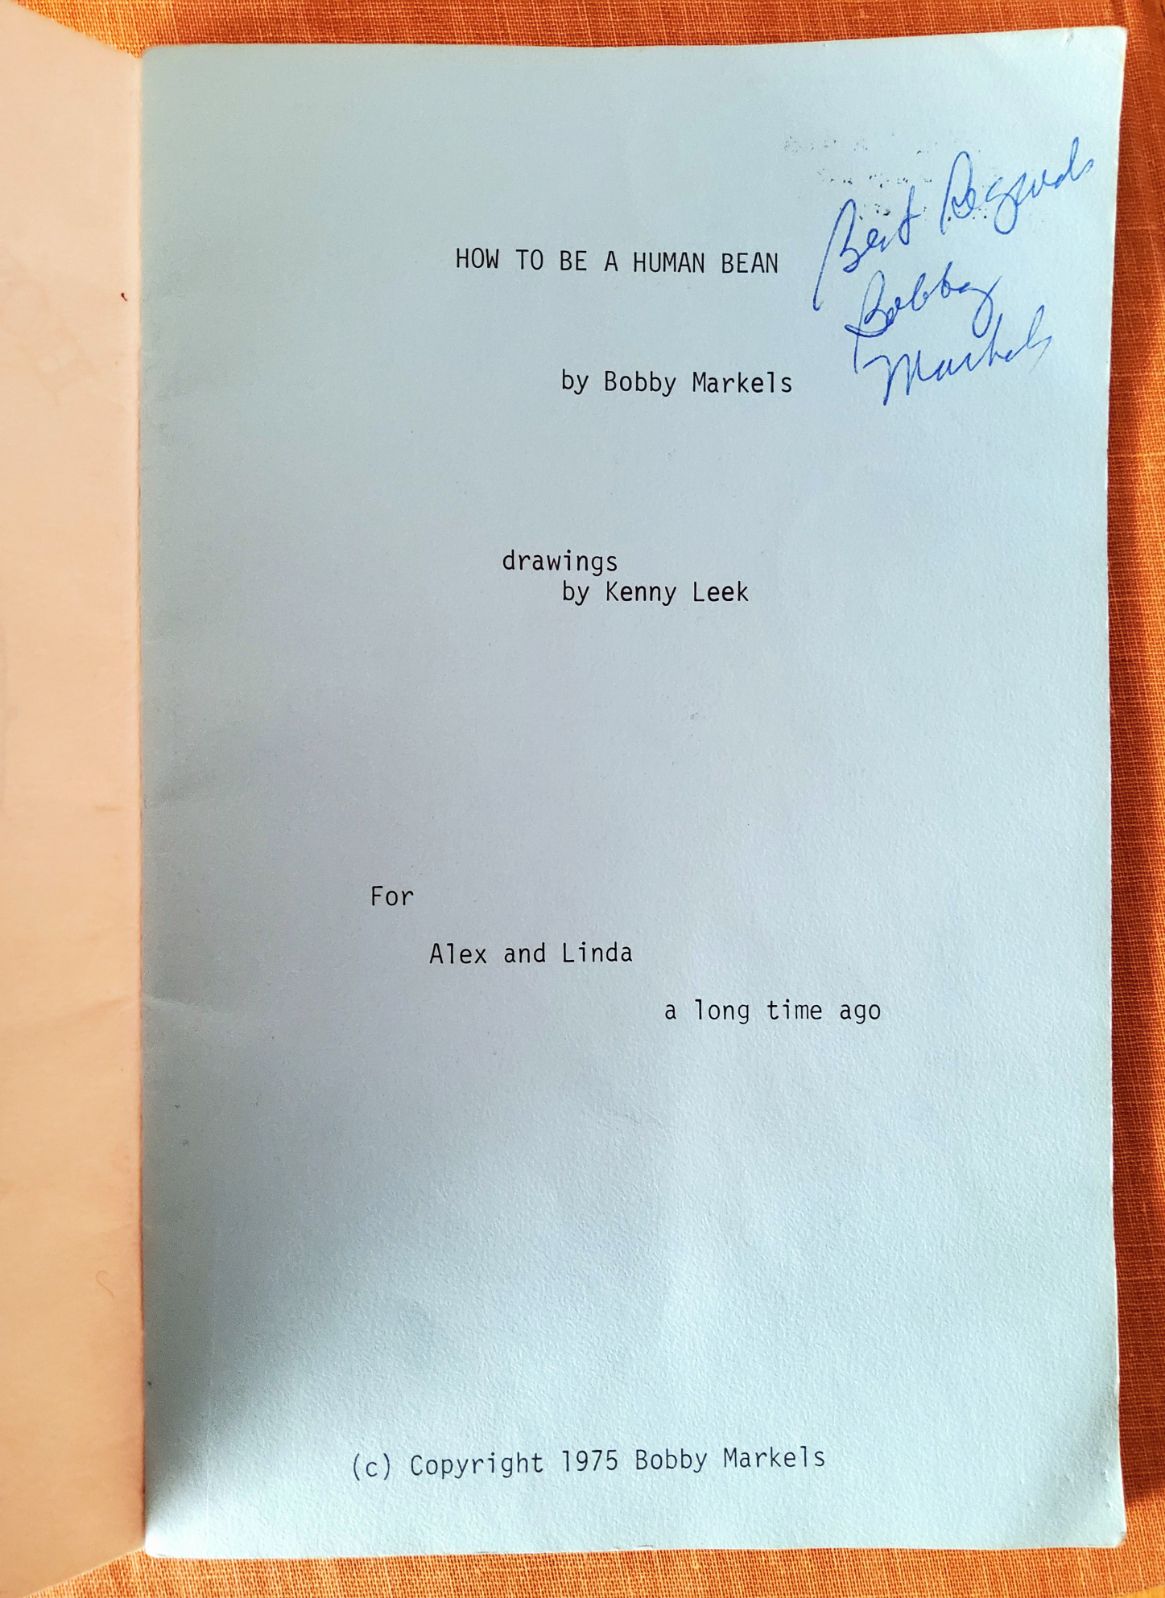 Best Regards
Bobby
Markels
HOW TO BE A HUMAN BEAN
by Bobby Markels
drawings
by Kenny Leek
For
Alex and Linda
a long time ago
(c) Copyright 1975 Bobby Markels